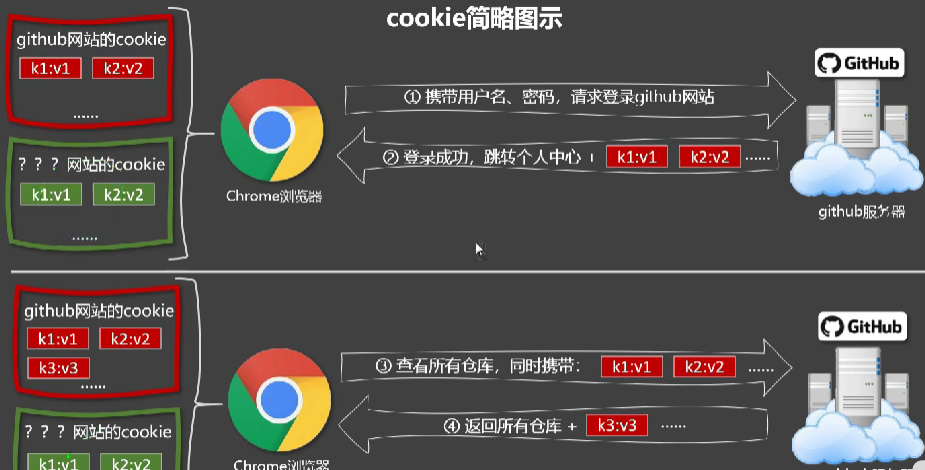 cookie简略图示
github网站的cookie
k1:v1 k2:v2
......
？？？网站的cookie
k1:v1 k2:v2
......
Chrome浏览器
① 携带用户名、密码，请求登录github网站
② 登录成功，跳转个人中心 + k1:v1 k2:v2 ......
GitHub
github服务器
github网站的cookie
k1:v1 k2:v2
k3:v3
......
？？？网站的cookie
k1:v1 k2:v2
Chrome浏览器
③ 查看所有仓库，同时携带： k1:v1 k2:v2 ......
④ 返回所有仓库 + k3:v3 ......
GitHub